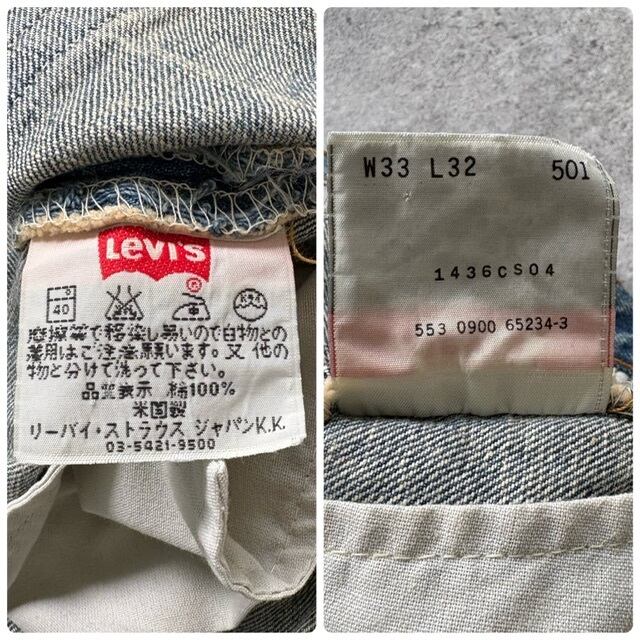 Levi's
®
40
摩擦等で移染し易いので白物との
着用はご注意願います。又 他の
物と分けて洗って下さい。
品質表示 綿100%
米国製
リーバイ・ストラウス ジャパンK.K.
03-5421-9500
W33 L32 501
1436CS04
553 0900 65234-3